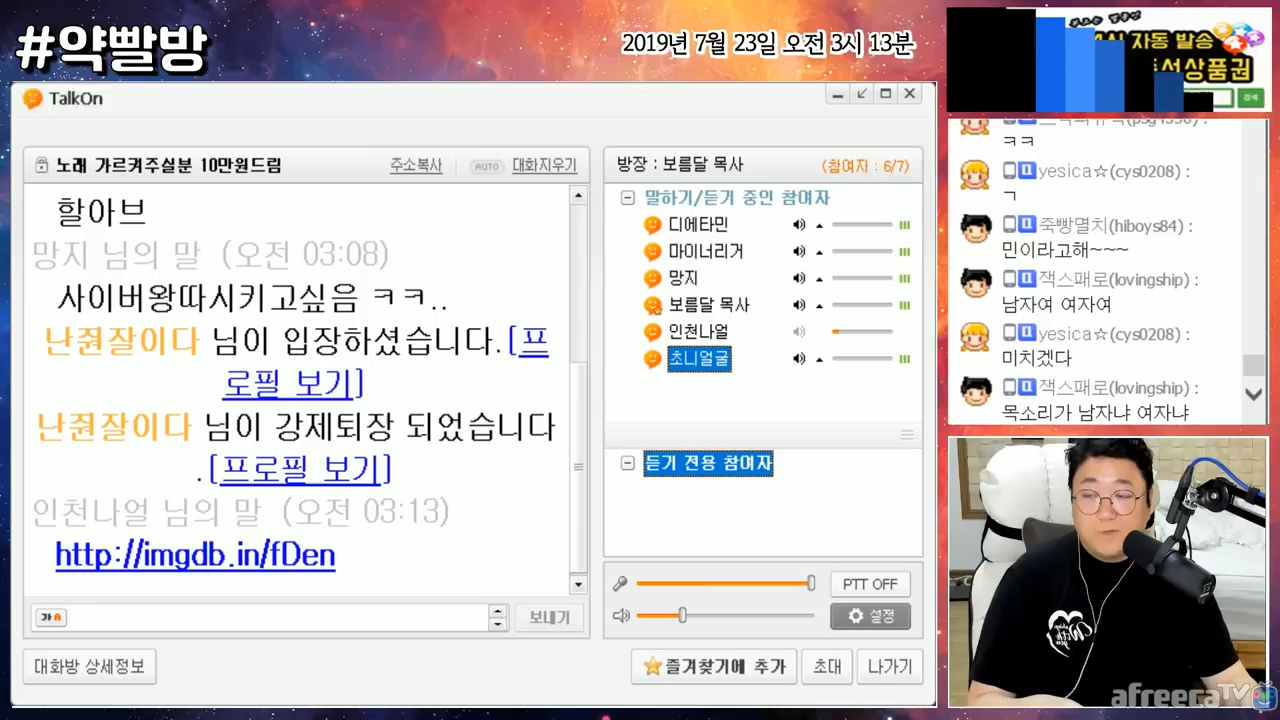 #약빨방
2019년 7월 23일 오전 3시 13분
자동 발송
상품권
검색
TalkOn
노래 가르켜주실분 10만원드림
주소복사
AUTO
대화지우기
할아브
망지 님의 말 (오전 03:08)
사이버왕따시키고싶음 ㅋㅋ..
난줜잘이다 님이 입장하셨습니다.[프
로필 보기]
난줜잘이다 님이 강제퇴장 되었습니다
.[프로필 보기]
인천나얼 님의 말 (오전 03:13)
http://imgdb.in/fDen
가
보내기
대화방 상세정보
방장 : 보름달 목사
(참여자 : 6/7)
말하기/듣기 중인 참여자
디에타민
마이너리거
망지
보름달 목사
인천나얼
초니얼굴
듣기 전용 참여자
PTT OFF
설정
즐겨찾기에 추가
초대
나가기
ㅋㅋ
yesica☆(cys0208) :
ㄱ
죽빵멸치(hiboys84) :
민이라고해~~~
잭스패로(lovingship) :
남자여 여자여
yesica☆(cys0208) :
미치겠다
잭스패로(lovingship) :
목소리가 남자냐 여자냐
afreecaTV